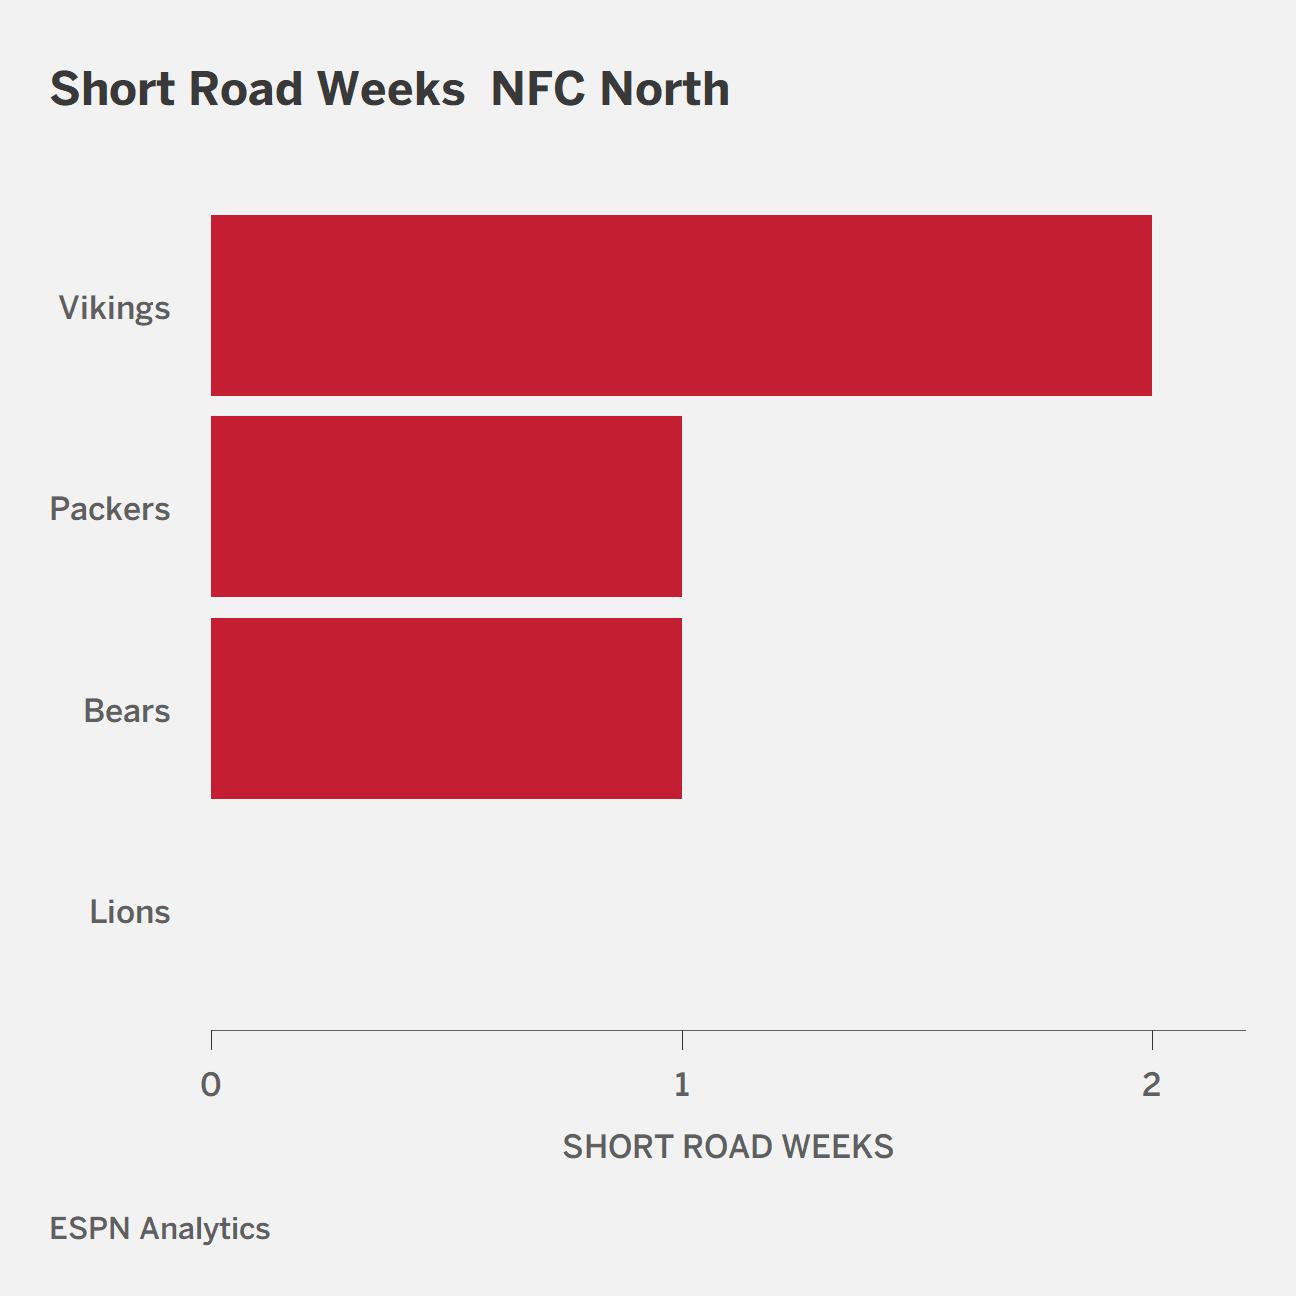 Short Road Weeks  NFC North
Vikings
Packers
Bears
Lions
0 1 2
SHORT ROAD WEEKS
ESPN Analytics